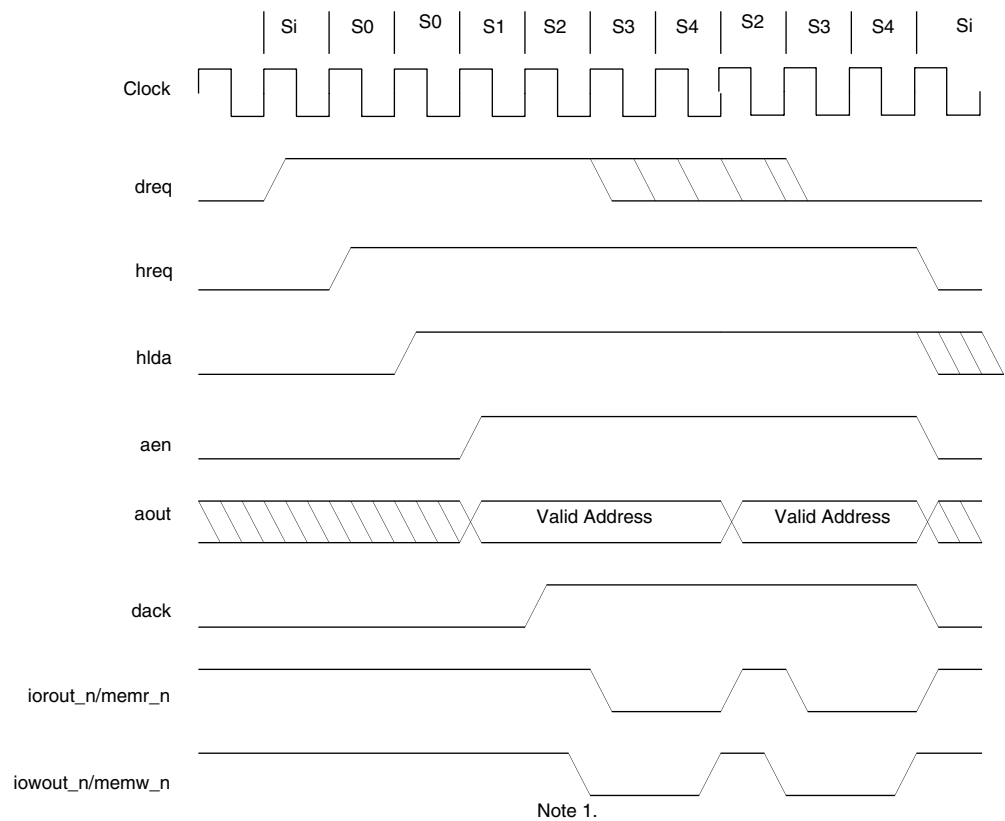 Si S0 S0 S1 S2 S3 S4 S2 S3 S4 Si
Clock
dreq
hreq
hlda
aen
aout Valid Address Valid Address
dack
iorout_n/memr_n
iowout_n/memw_n
Note 1.